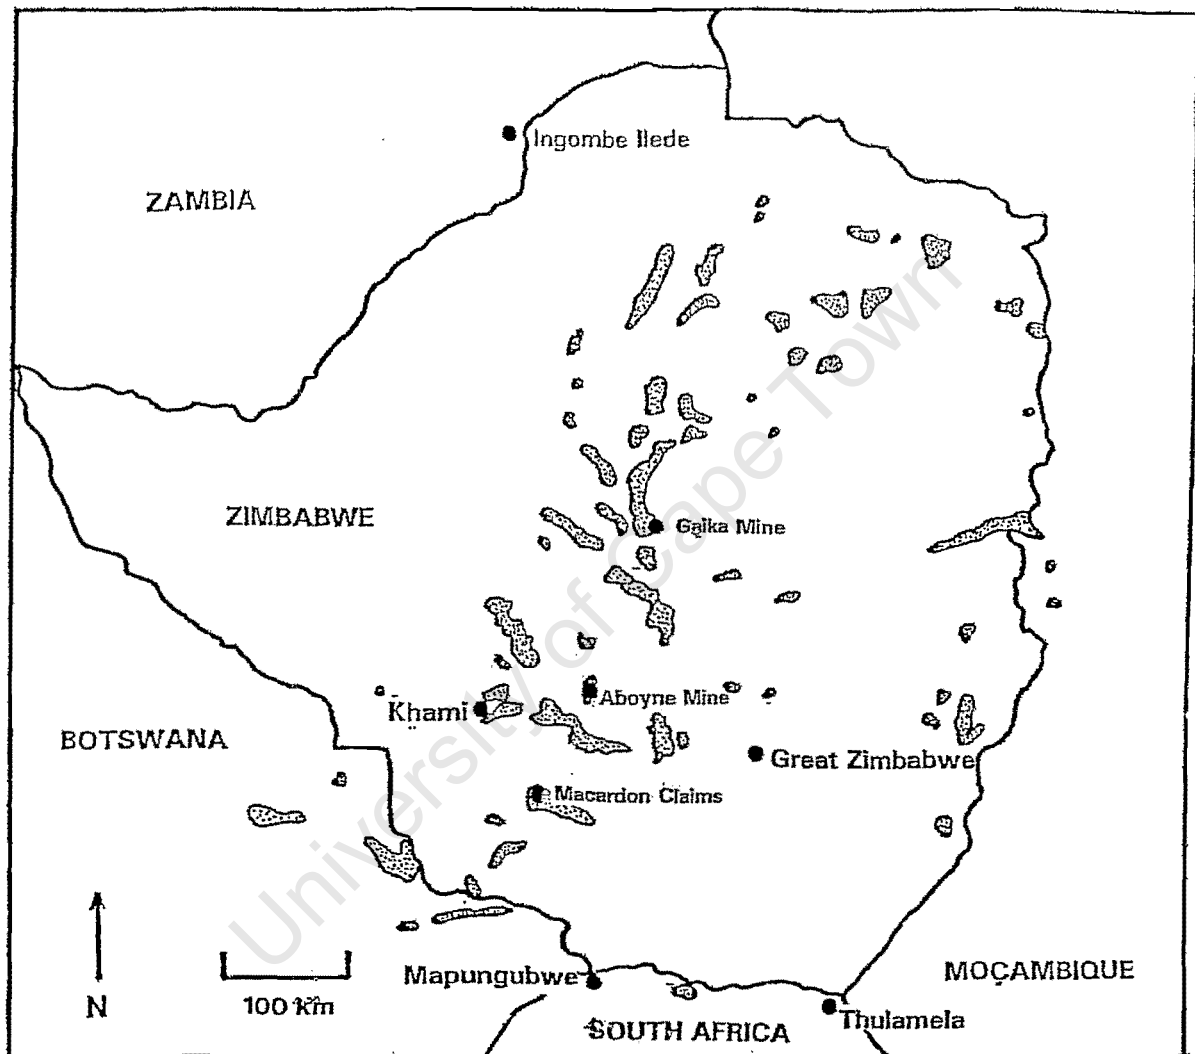 Ingombe Ilede
ZAMBIA
ZIMBABWE
Gaika Mine
Aboyne Mine
Khami
BOTSWANA
Great Zimbabwe
Macardon Claims
N
100 km
Mapungubwe
MOÇAMBIQUE
SOUTH AFRICA
Thulamela
University of Cape Town